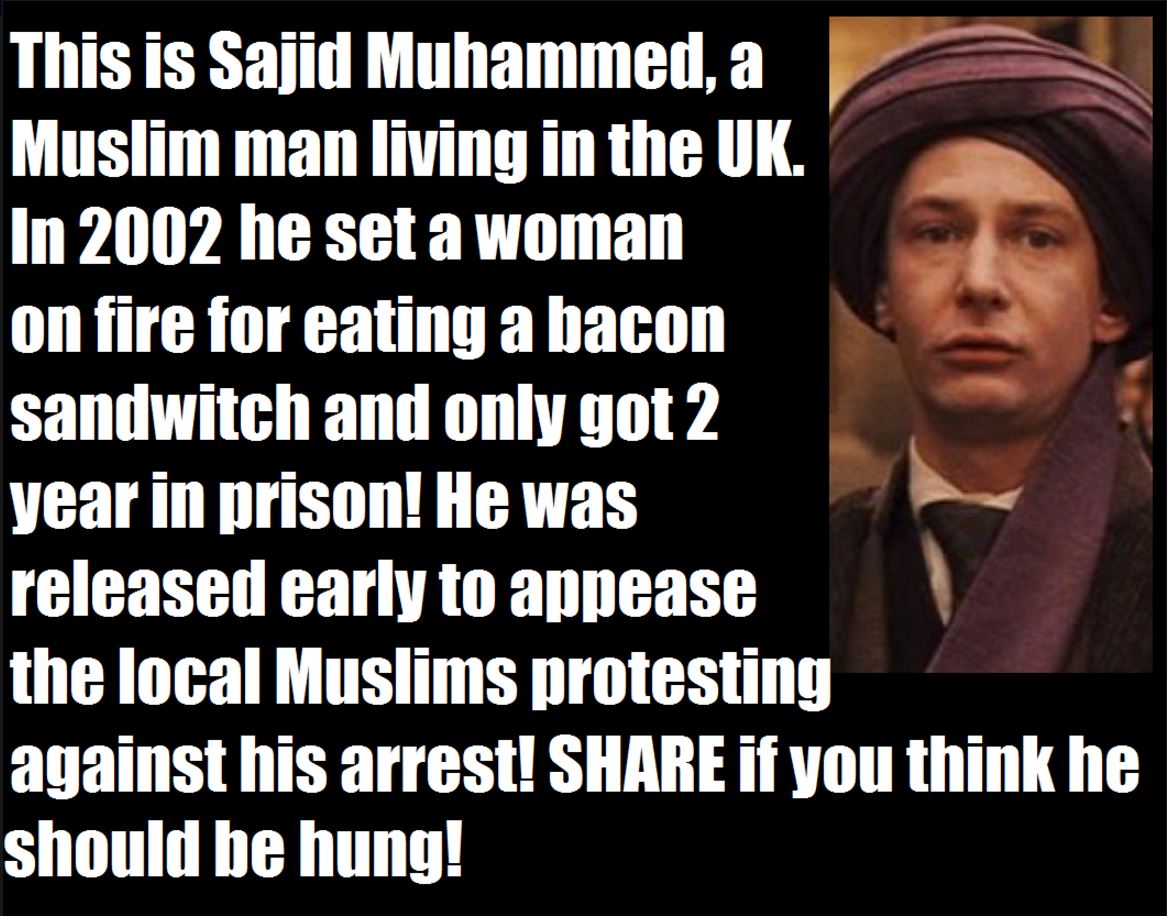 This is Sajid Muhammed, a
Muslim man living in the UK.
In 2002 he set a woman
on fire for eating a bacon
sandwitch and only got 2
year in prison! He was
released early to appease
the local Muslims protesting
against his arrest! SHARE if you think he
should be hung!